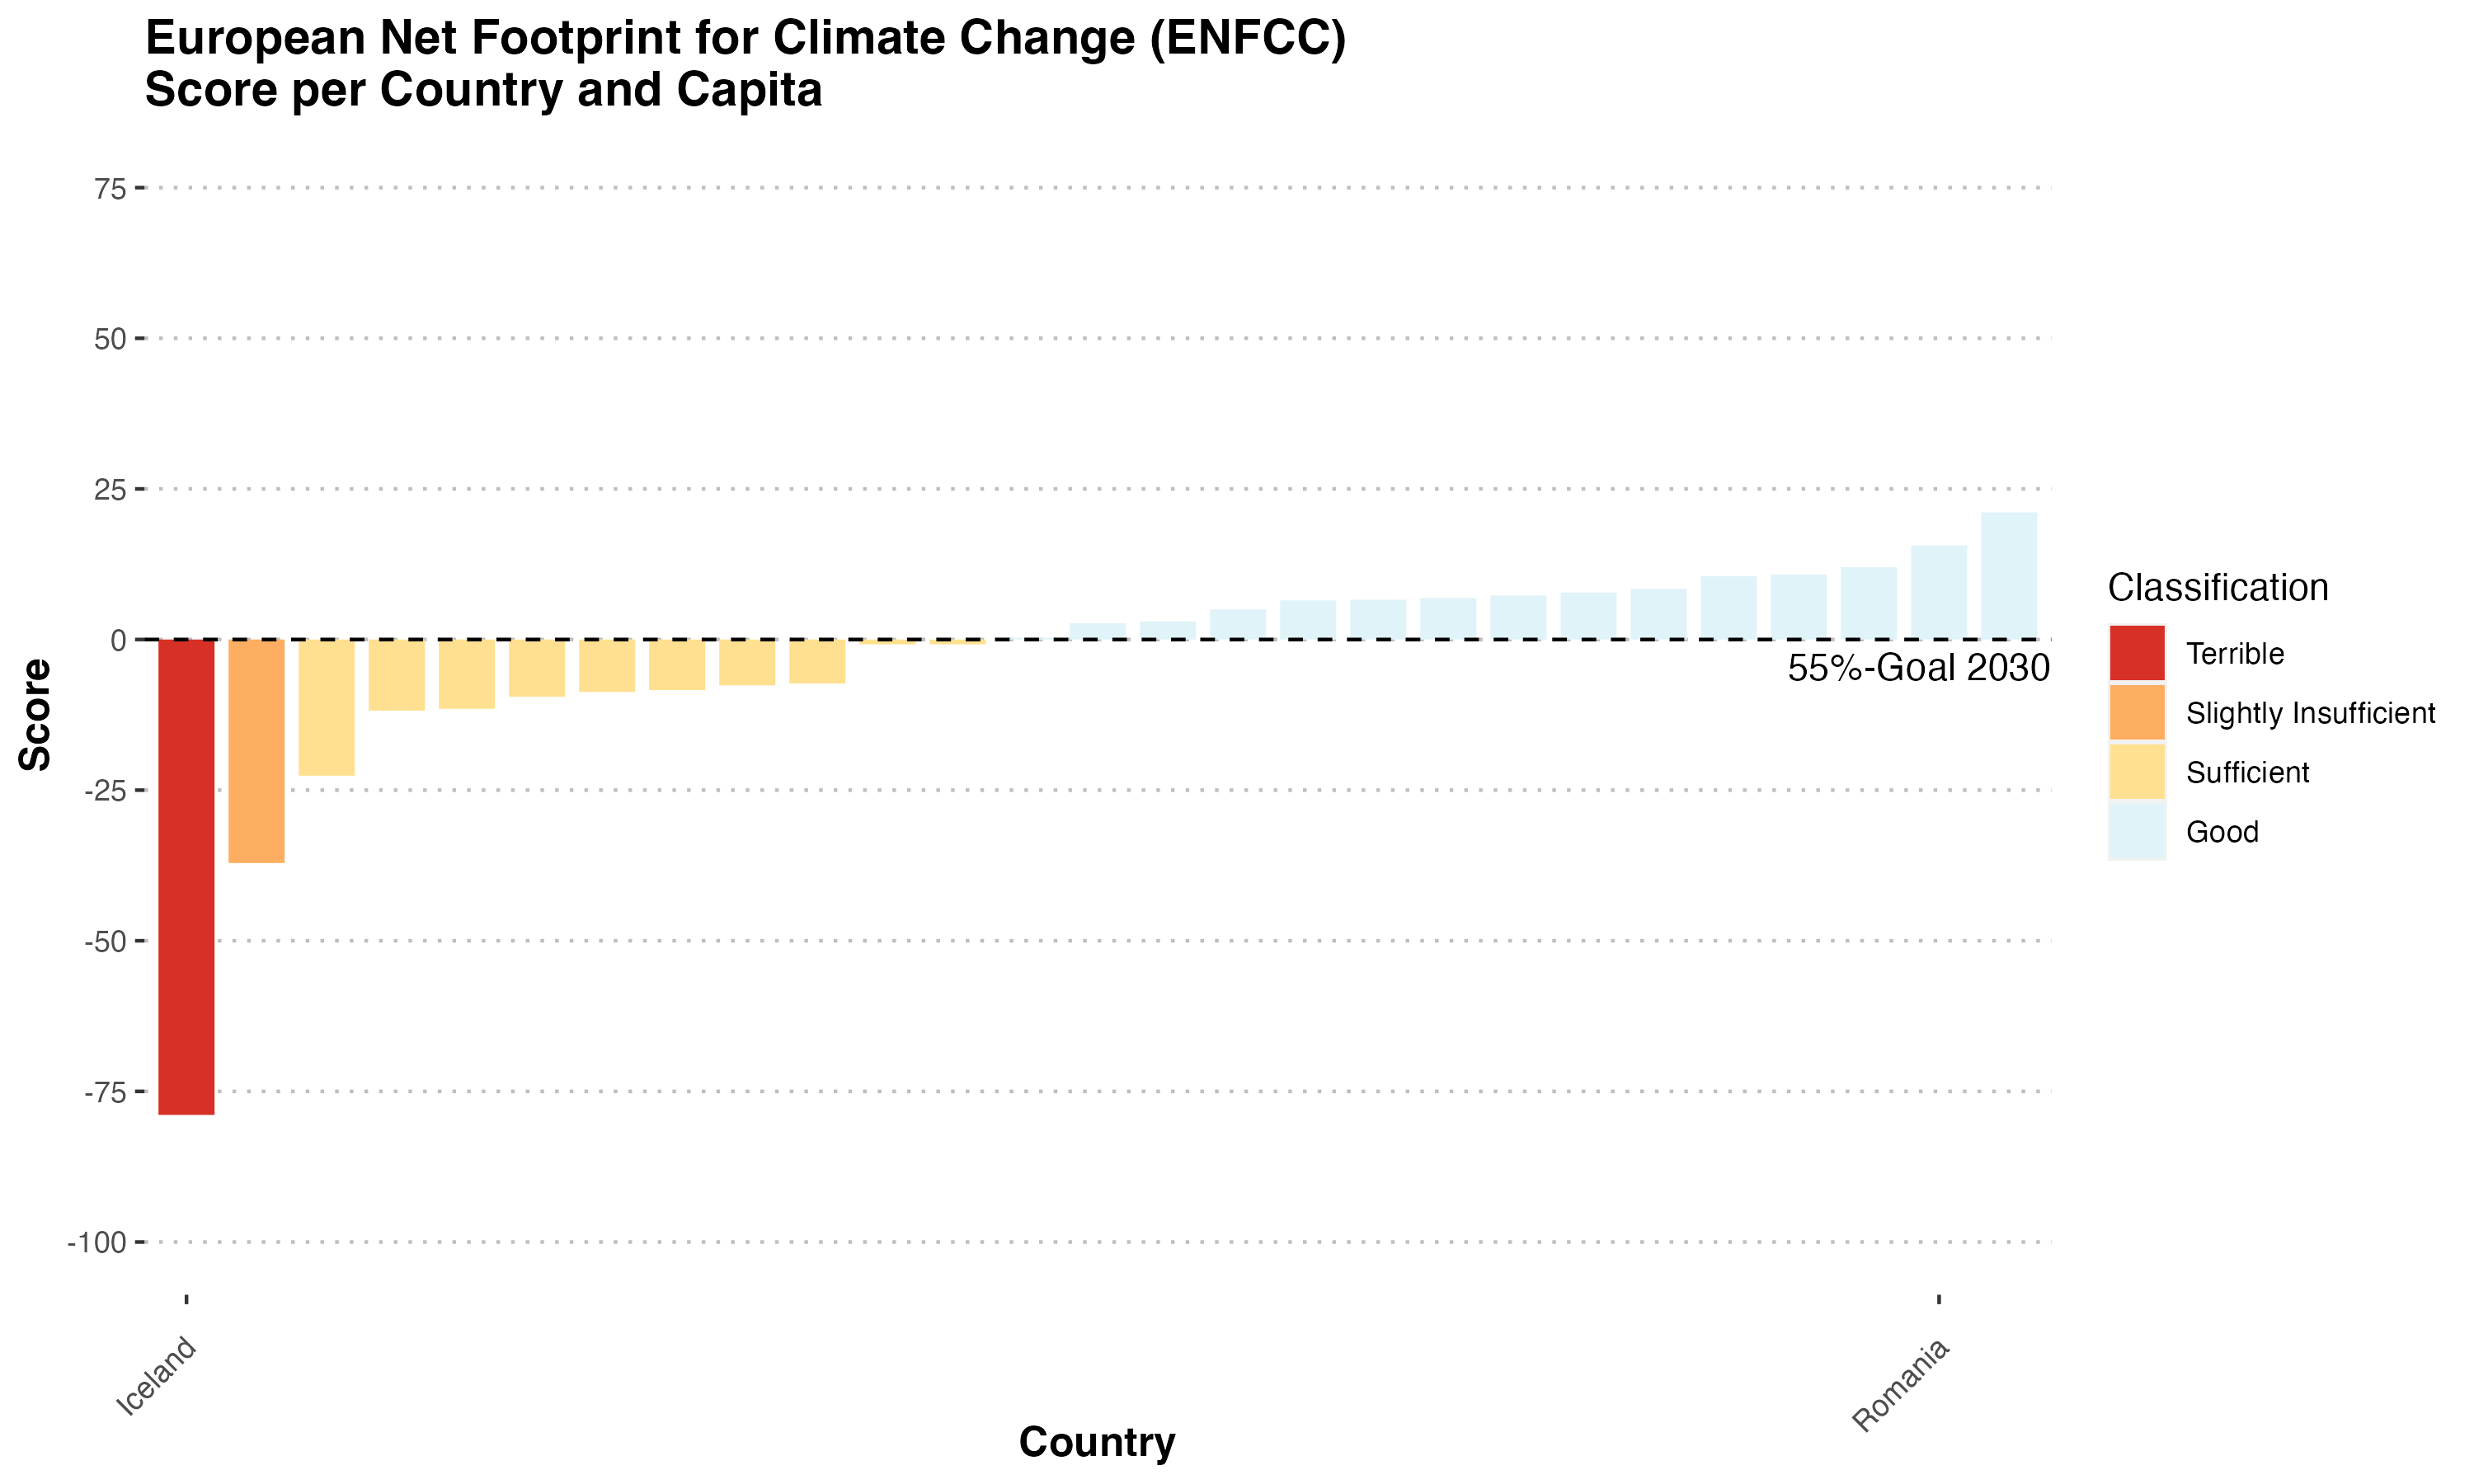 European Net Footprint for Climate Change (ENFCC)
Score per Country and Capita
75
50
25
0
-25
-50
-75
-100
Score
55%-Goal 2030
Iceland
Romania
Country
Classification
Terrible
Slightly Insufficient
Sufficient
Good